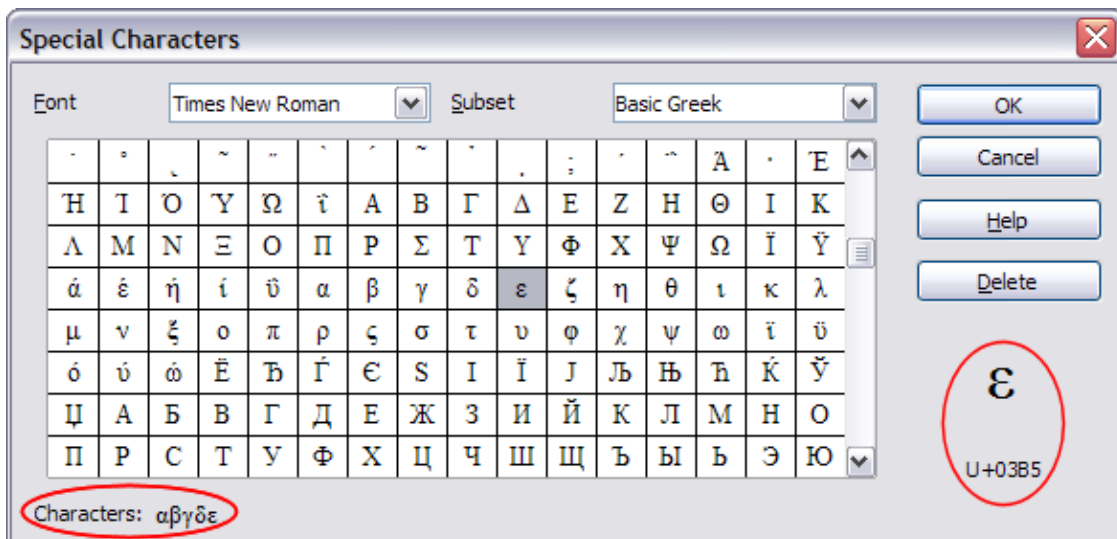 Special Characters
Font Times New Roman Subset Basic Greek OK
Cancel
Help
Delete
Ά · Έ
Ή Ί Ό Ύ Ώ ΐ Α Β Γ Δ Ε Ζ Η Θ Ι Κ
Λ Μ Ν Ξ Ο Π Ρ Σ Τ Υ Φ Χ Ψ Ω Ϊ Ϋ
ά έ ή ί ΰ α β γ δ ε ζ η θ ι κ λ
μ ν ξ ο π ρ ς σ τ υ φ χ ψ ω ϊ ϋ
ό ύ ώ Ё Ђ Ѓ Є Ѕ І Ї Ј Љ Њ Ћ Ќ Ў
Џ А Б В Г Д Е Ж З И Й К Л М Н О
П Р С Т У Ф Х Ц Ч Ш Щ Ъ Ы Ь Э Ю
ε
U+03B5
Characters: αβγδε